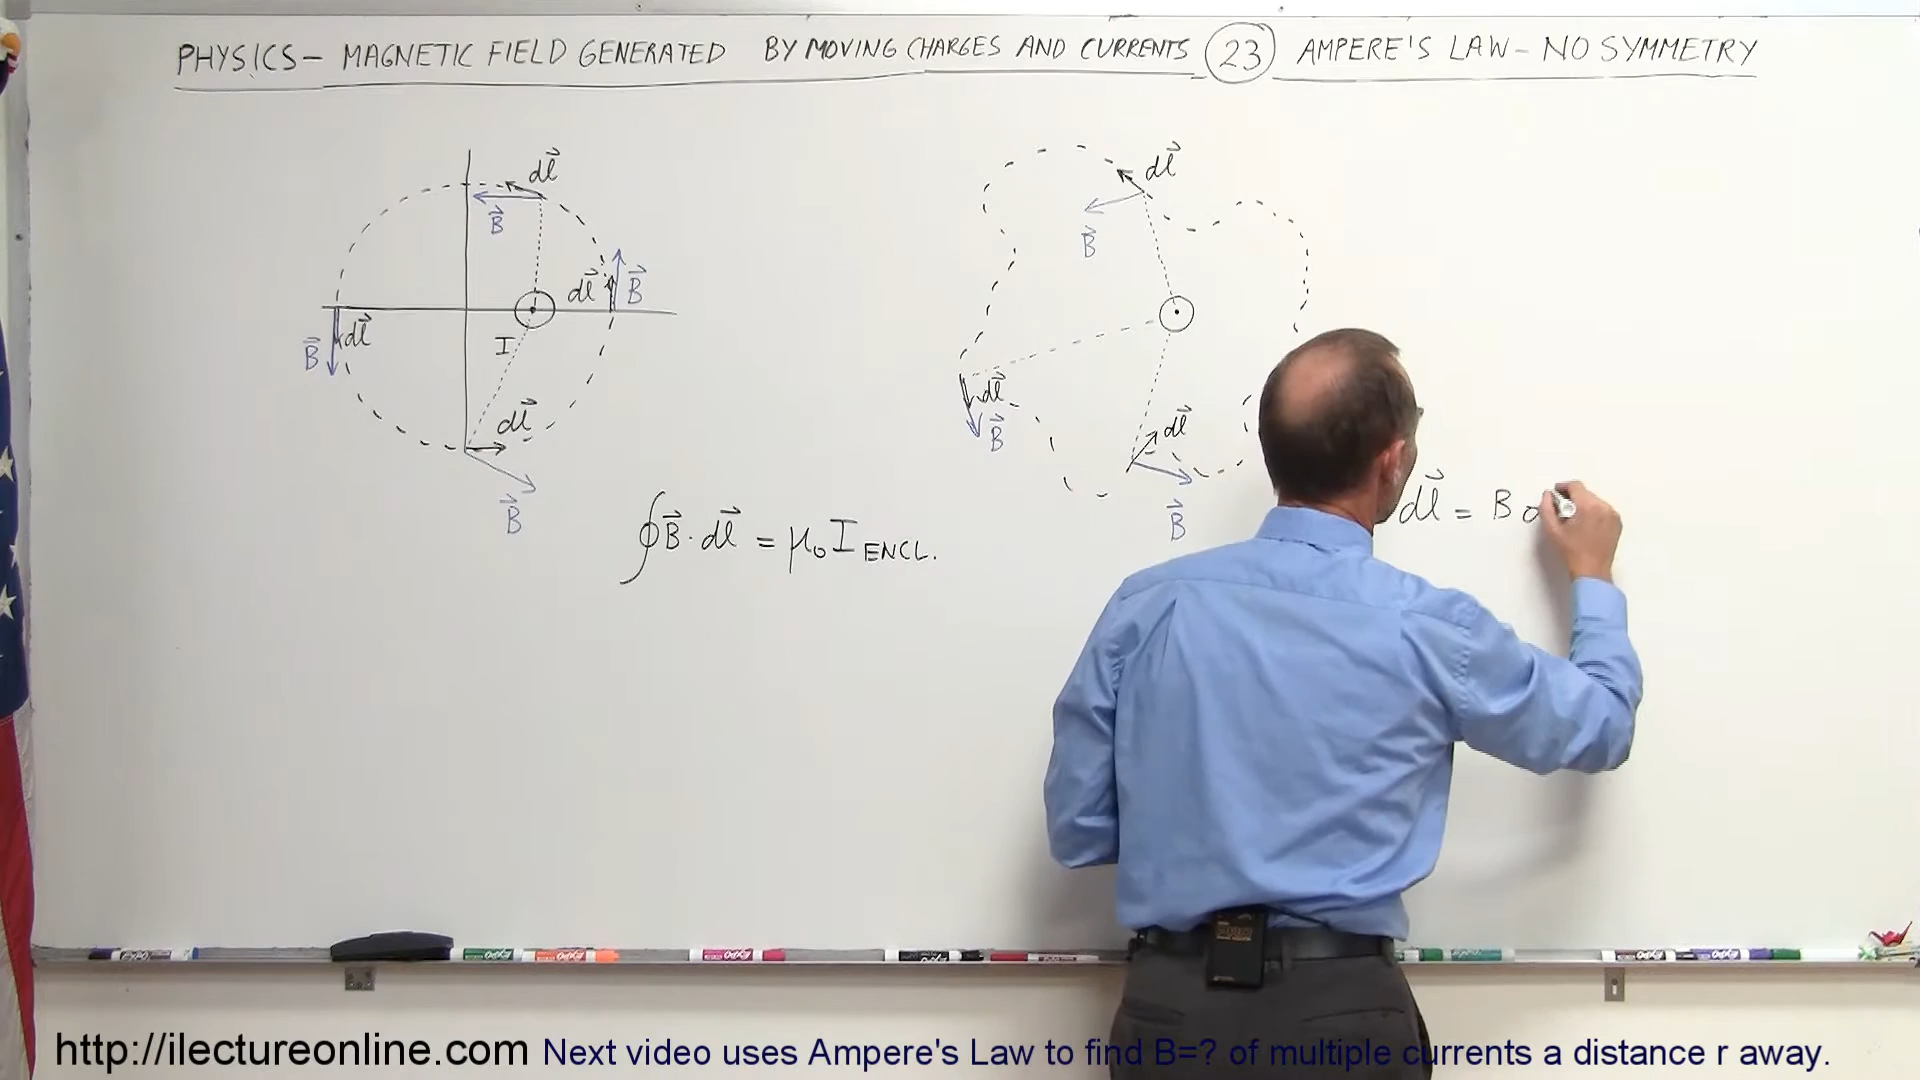 PHYSICS- MAGNETIC FIELD GENERATED BY MOVING CHARGES AND CURRENTS 23 AMPERE'S LAW- NO SYMMETRY
dl⃗
B⃗
dl⃗ B⃗
B⃗ dl⃗
I
dl⃗
B⃗
∮B⃗·dl⃗ = μ₀I ENCL.
dl⃗
B⃗
dl⃗
B⃗
dl⃗
B⃗
dl⃗ = B
http://ilectureonline.com Next video uses Ampere's Law to find B=? of multiple currents a distance r away.